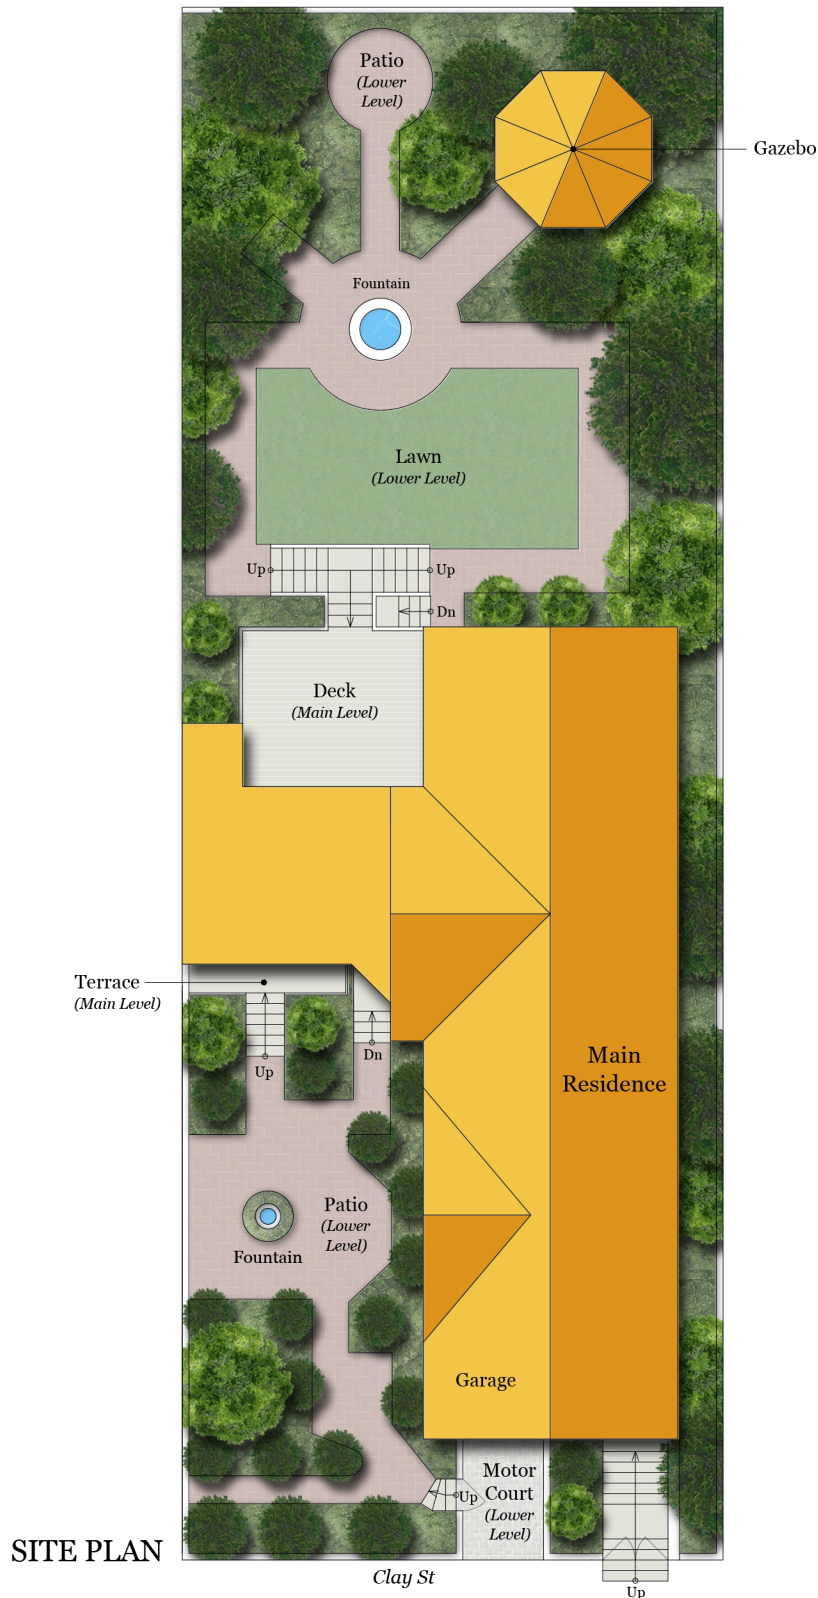 Patio
(Lower
Level)
Gazebo
Fountain
Lawn
(Lower Level)
Up
Up
Dn
Deck
(Main Level)
Terrace
(Main Level)
Dn
Up
Main
Residence
Patio
(Lower
Level)
Fountain
Garage
Motor
Court
(Lower
Level)
Up
SITE PLAN
Clay St
Up